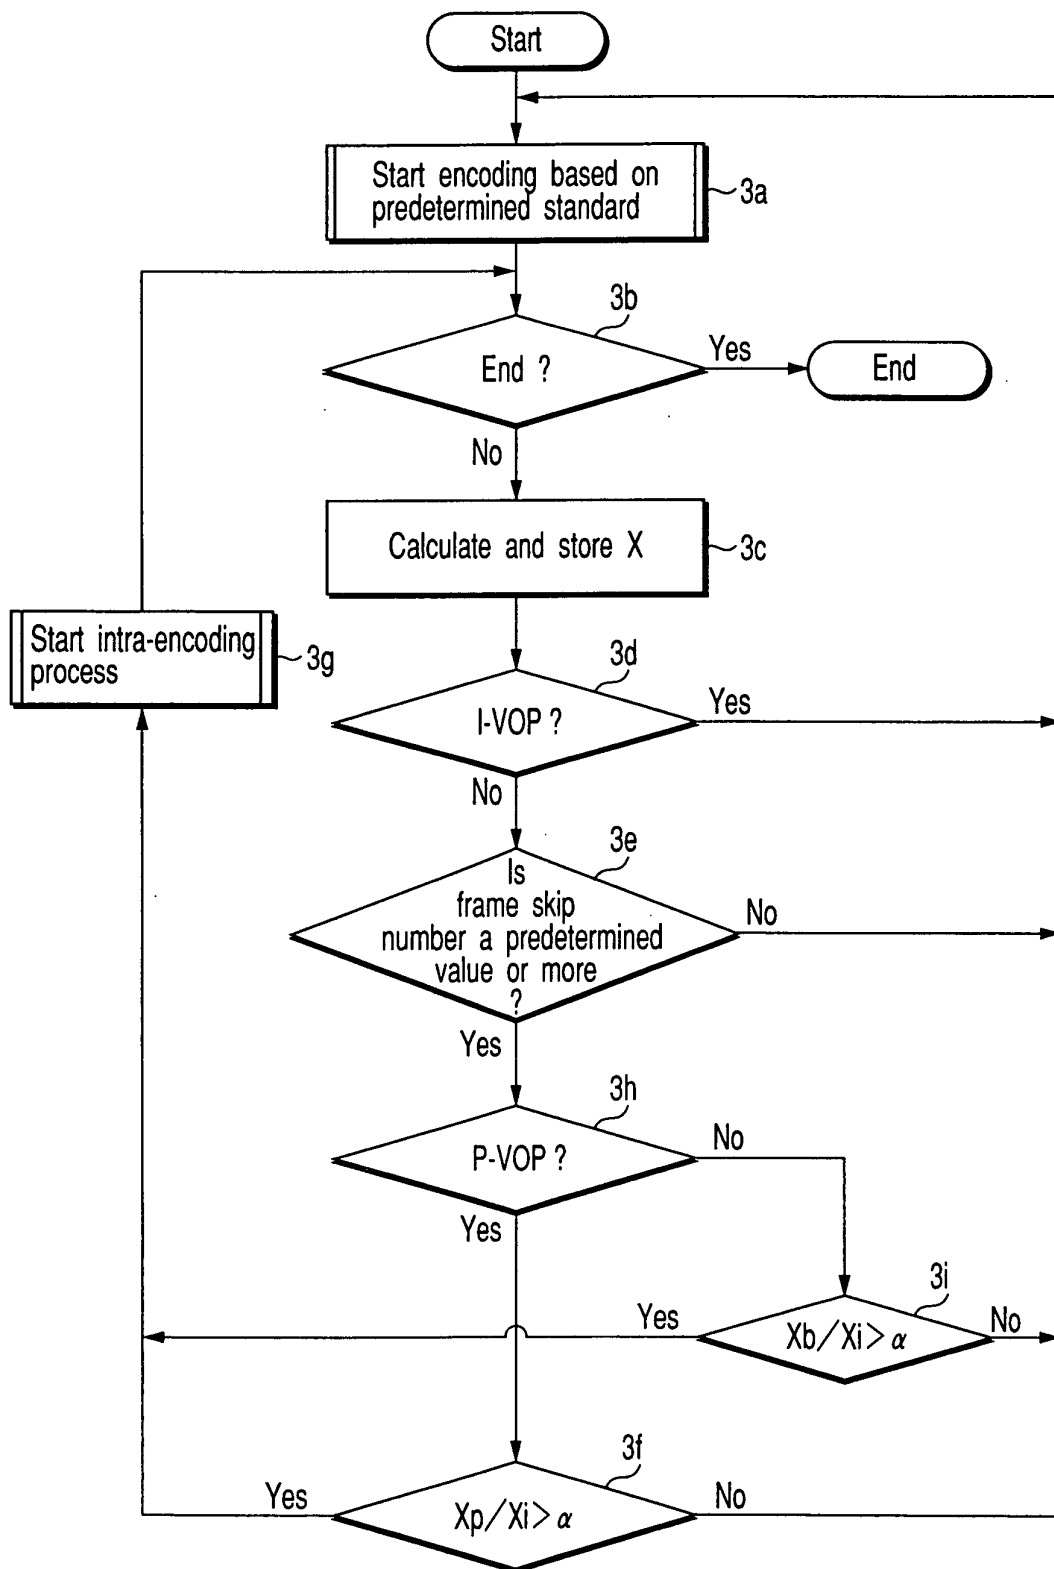 Start
Start encoding based on
predetermined standard
3a
3b
End ?
Yes
End
No
Calculate and store X
3c
Start intra-encoding
process
3g
3d
I-VOP ?
Yes
No
3e
Is
frame skip
number a predetermined
value or more
?
No
Yes
3h
P-VOP ?
No
Yes
3i
Yes
Xb/Xi> α
No
3f
Yes
Xp/Xi> α
No